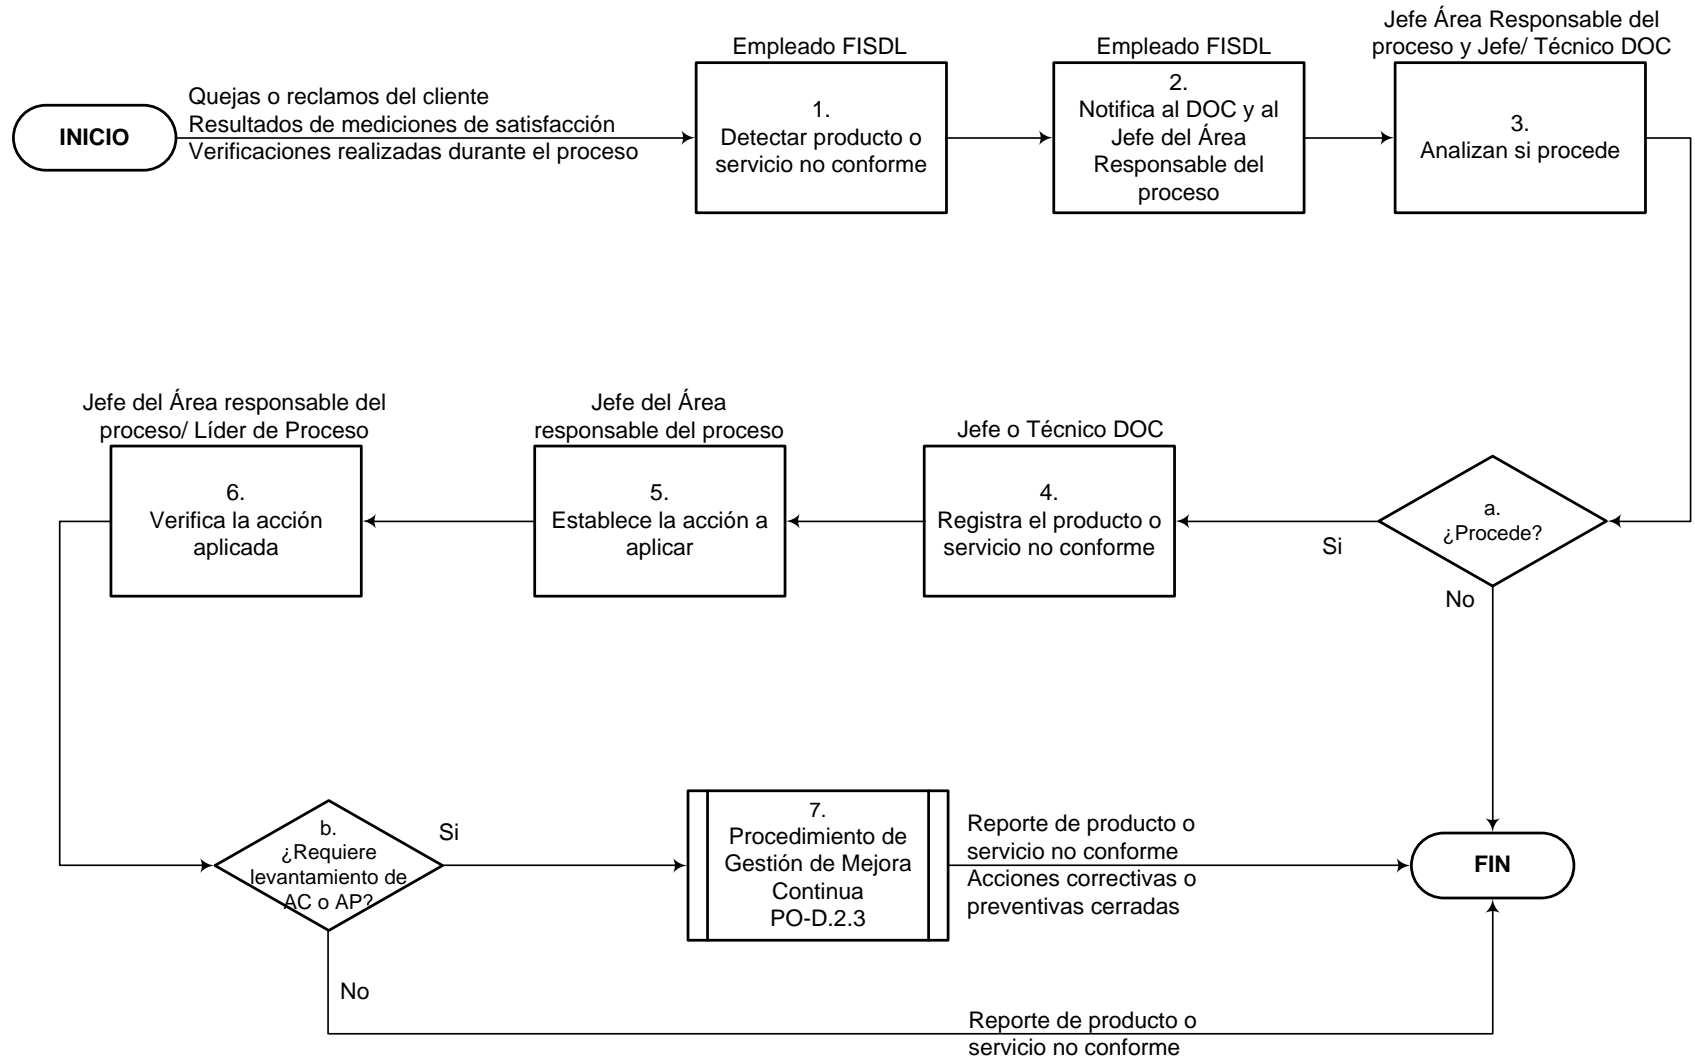 Jefe Área Responsable del
proceso y Jefe/ Técnico DOC
Empleado FISDL
Empleado FISDL
INICIO
Quejas o reclamos del cliente
Resultados de mediciones de satisfacción
Verificaciones realizadas durante el proceso
1.
Detectar producto o
servicio no conforme
2.
Notifica al DOC y al
Jefe del Área
Responsable del
proceso
3.
Analizan si procede
Jefe del Área responsable del
proceso/ Líder de Proceso
Jefe del Área
responsable del proceso
Jefe o Técnico DOC
6.
Verifica la acción
aplicada
5.
Establece la acción a
aplicar
4.
Registra el producto o
servicio no conforme
Si
a.
¿Procede?
No
b.
¿Requiere
levantamiento de
AC o AP?
Si
No
7.
Procedimiento de
Gestión de Mejora
Continua
PO-D.2.3
Reporte de producto o
servicio no conforme
Acciones correctivas o
preventivas cerradas
FIN
Reporte de producto o
servicio no conforme